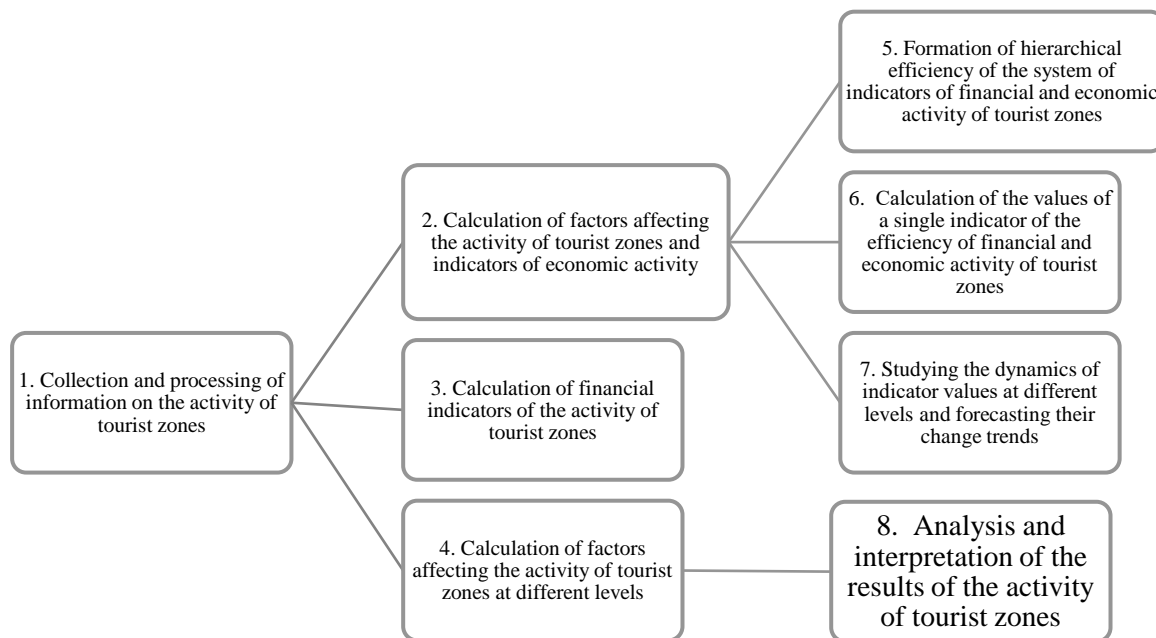 1. Collection and processing of
information on the activity of
tourist zones
2. Calculation of factors affecting
the activity of tourist zones and
indicators of economic activity
3. Calculation of financial
indicators of the activity of
tourist zones
4. Calculation of factors
affecting the activity of tourist
zones at different levels
5. Formation of hierarchical
efficiency of the system of
indicators of financial and economic
activity of tourist zones
6. Calculation of the values of
a single indicator of the
efficiency of financial and
economic activity of tourist
zones
7. Studying the dynamics of
indicator values at different
levels and forecasting their
change trends
8. Analysis and
interpretation of the
results of the activity
of tourist zones